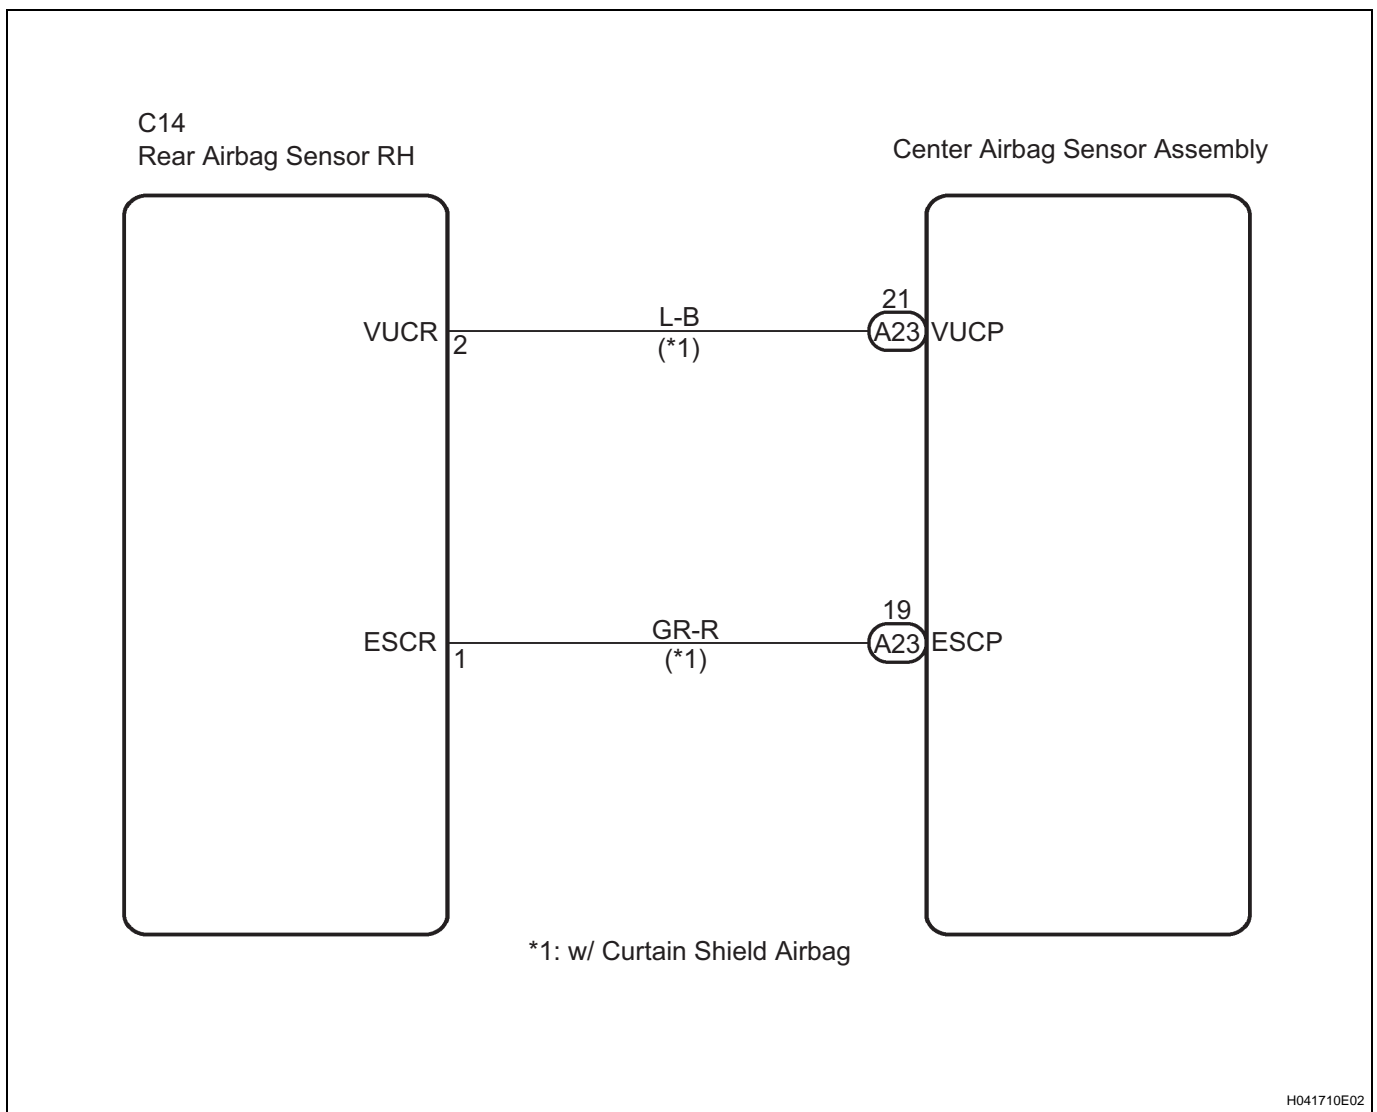 C14
Rear Airbag Sensor RH
Center Airbag Sensor Assembly
VUCR
2
L-B
(*1)
21
A23
VUCP
ESCR
1
GR-R
(*1)
19
A23
ESCP
*1: w/ Curtain Shield Airbag
H041710E02